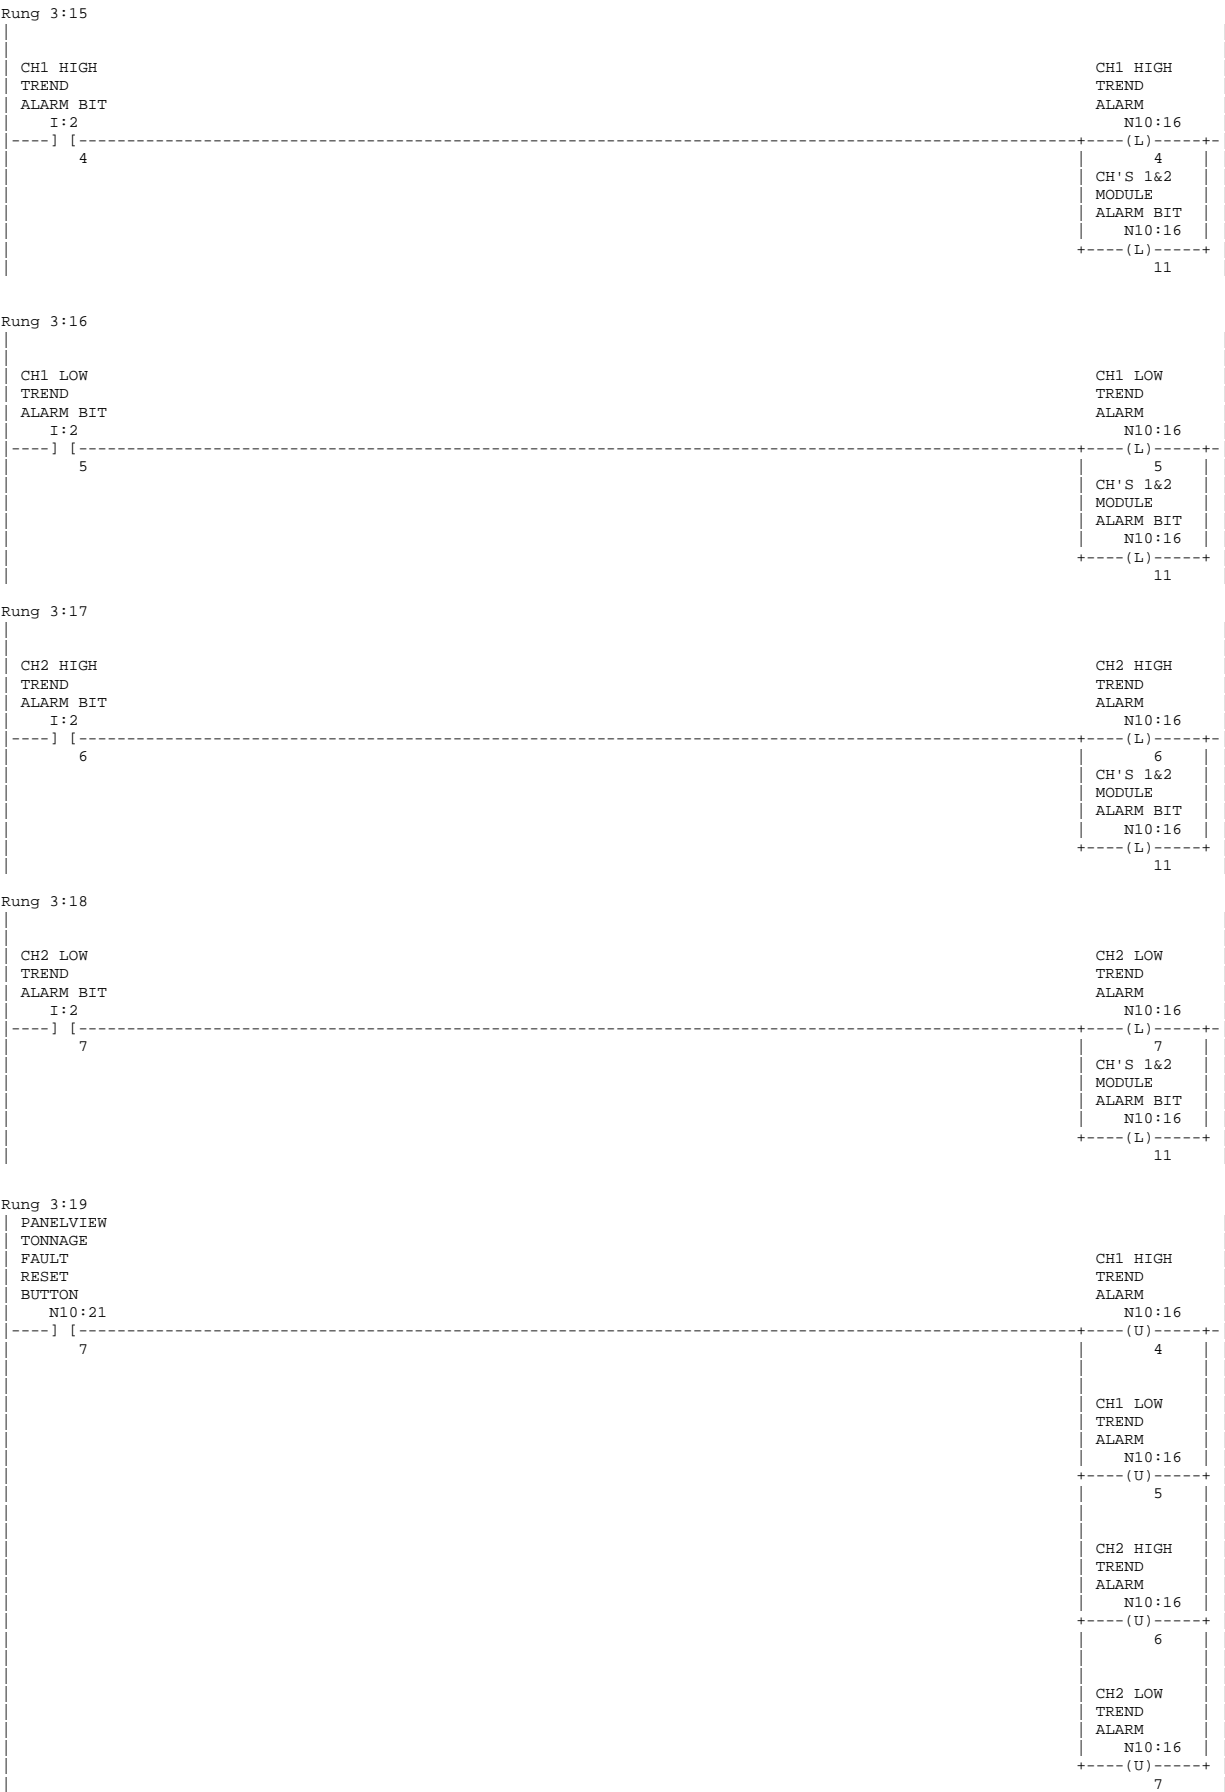 Rung 3:15
CH1 HIGH CH1 HIGH
TREND TREND
ALARM BIT ALARM
I:2 N10:16
|----] [--------------------------------------------------------------------------------------------------------+----(L)-----+-
4 4
CH'S 1&2
MODULE
ALARM BIT
N10:16
+----(L)-----+
11
Rung 3:16
CH1 LOW CH1 LOW
TREND TREND
ALARM BIT ALARM
I:2 N10:16
|----] [--------------------------------------------------------------------------------------------------------+----(L)-----+-
5 5
CH'S 1&2
MODULE
ALARM BIT
N10:16
+----(L)-----+
11
Rung 3:17
CH2 HIGH CH2 HIGH
TREND TREND
ALARM BIT ALARM
I:2 N10:16
|----] [--------------------------------------------------------------------------------------------------------+----(L)-----+-
6 6
CH'S 1&2
MODULE
ALARM BIT
N10:16
+----(L)-----+
11
Rung 3:18
CH2 LOW CH2 LOW
TREND TREND
ALARM BIT ALARM
I:2 N10:16
|----] [--------------------------------------------------------------------------------------------------------+----(L)-----+-
7 7
CH'S 1&2
MODULE
ALARM BIT
N10:16
+----(L)-----+
11
Rung 3:19
PANELVIEW
TONNAGE
FAULT CH1 HIGH
RESET TREND
BUTTON ALARM
N10:21 N10:16
|----] [--------------------------------------------------------------------------------------------------------+----(U)-----+-
7 4
CH1 LOW
TREND
ALARM
N10:16
+----(U)-----+
5
CH2 HIGH
TREND
ALARM
N10:16
+----(U)-----+
6
CH2 LOW
TREND
ALARM
N10:16
+----(U)-----+
7